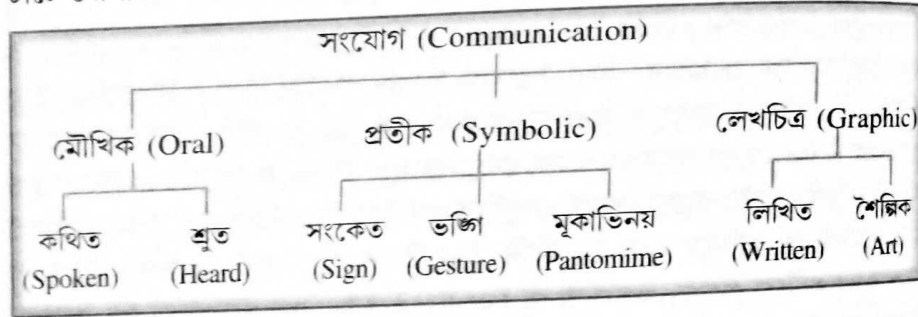 সংযোগ (Communication)
মৌখিক (Oral) প্রতীক (Symbolic) লেখচিত্র (Graphic)
কথিত শ্রুত সংকেত ভঙ্গি মূকাভিনয় লিখিত শৈল্পিক
(Spoken) (Heard) (Sign) (Gesture) (Pantomime) (Written) (Art)